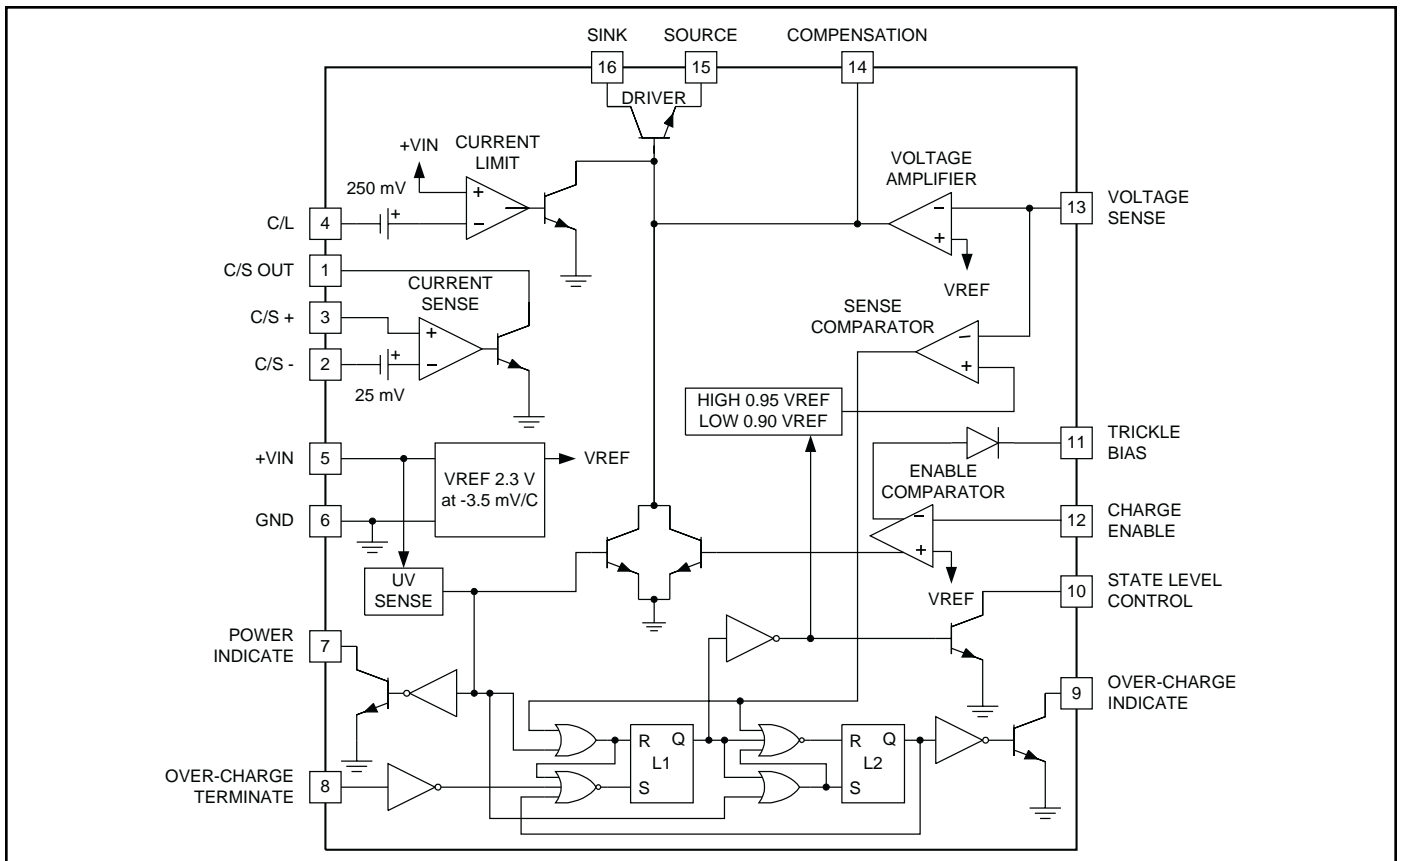 SINK
SOURCE
COMPENSATION
16
15
14
DRIVER
+VIN
CURRENT
LIMIT
VOLTAGE
AMPLIFIER
250 mV
+
+
−
C/L
4
−
+
13
VOLTAGE
SENSE
VREF
C/S OUT
1
CURRENT
SENSE
C/S +
3
+
−
C/S -
2
+
25 mV
SENSE
COMPARATOR
−
+
HIGH 0.95 VREF
LOW 0.90 VREF
+VIN
5
VREF 2.3 V
at -3.5 mV/C
VREF
GND
6
11
TRICKLE
BIAS
ENABLE
COMPARATOR
−
+
12
CHARGE
ENABLE
VREF
UV
SENSE
10
STATE LEVEL
CONTROL
POWER
INDICATE
7
9
OVER-CHARGE
INDICATE
R
Q
L1
S
R
Q
L2
S
OVER-CHARGE
TERMINATE
8